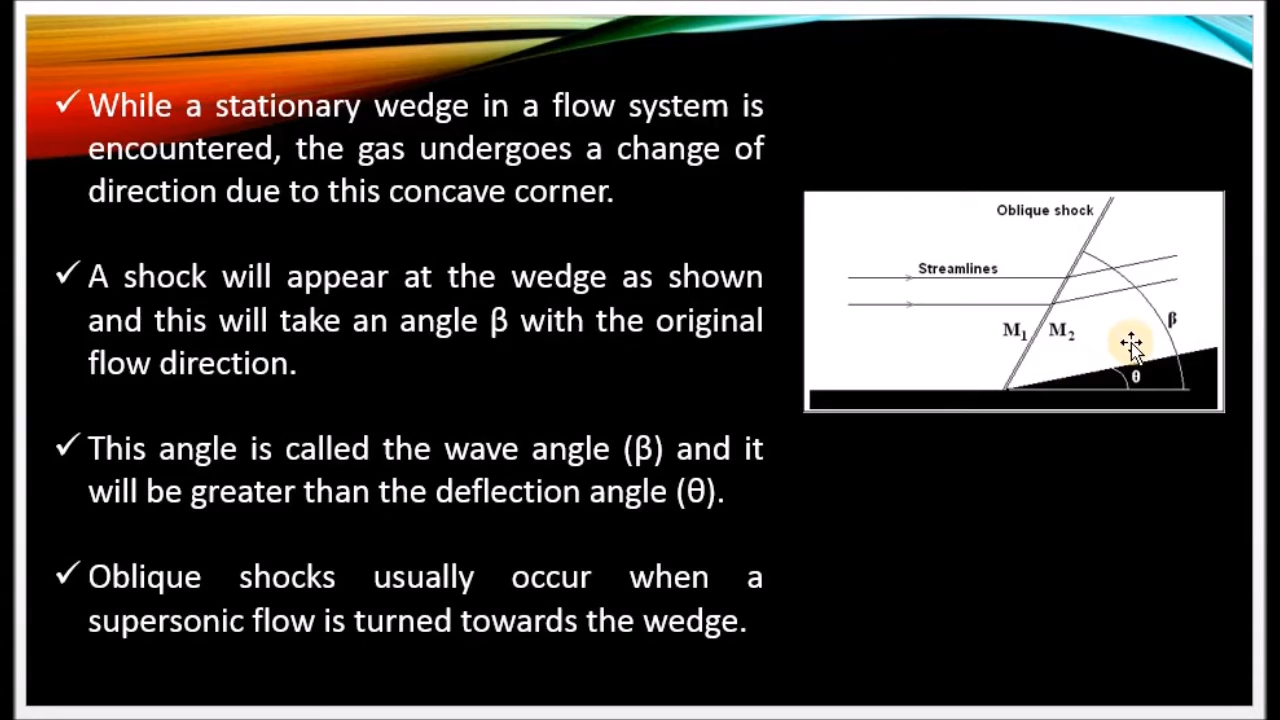 ✓ While a stationary wedge in a flow system is
encountered, the gas undergoes a change of
direction due to this concave corner.
✓ A shock will appear at the wedge as shown
and this will take an angle β with the original
flow direction.
✓ This angle is called the wave angle (β) and it
will be greater than the deflection angle (θ).
✓ Oblique shocks usually occur when a
supersonic flow is turned towards the wedge.
Oblique shock
Streamlines
M₁ M₂
β
θ